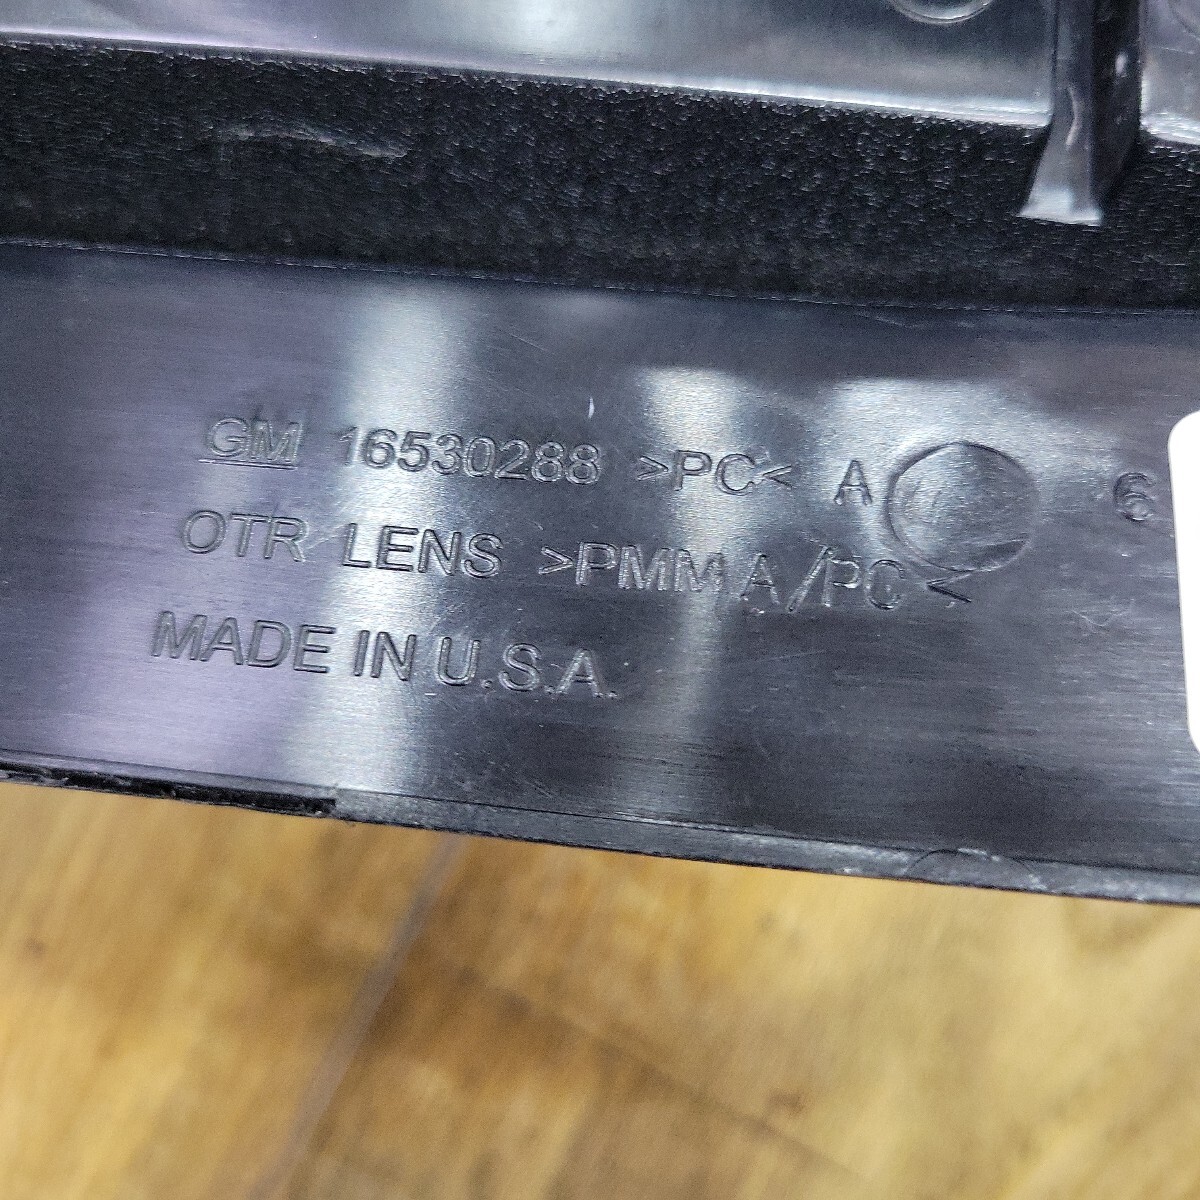 GM 16530288 >PC< A 6
OTR LENS >PMMA/PC<
MADE IN U.S.A.